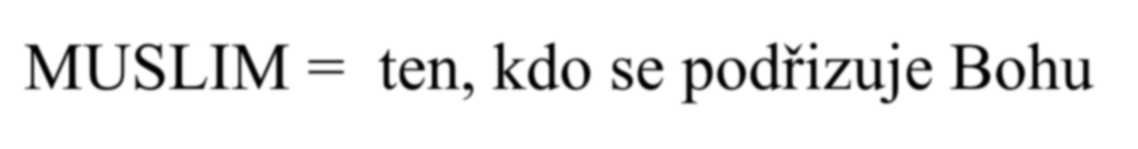 MUSLIM = ten, kdo se podřizuje Bohu